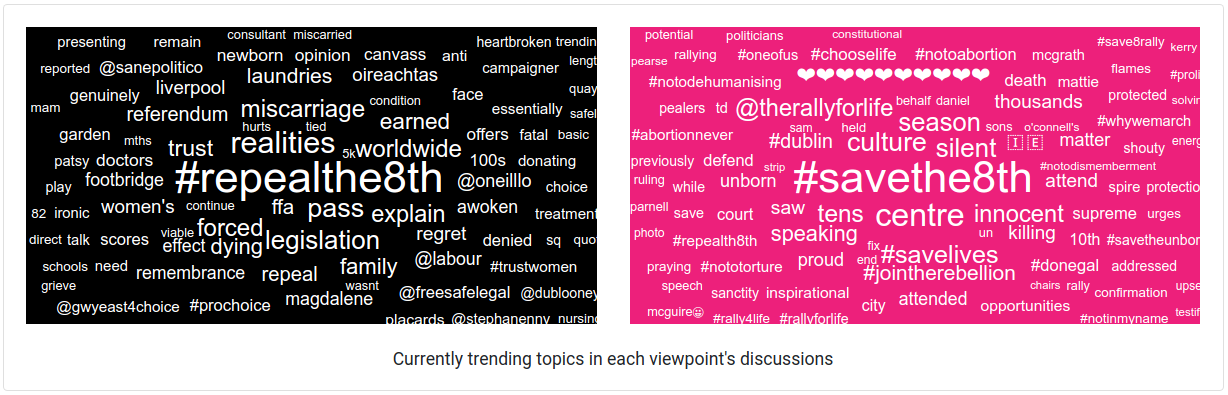 consultant miscarried
presenting remain heartbroken trendin
newborn opinion canvass anti
reported @sanepolitico laundries oireachtas campaigner lengt
genuinely liverpool face quay
mam referendum miscarriage condition earned essentially safel
garden mths hurts tied realities 5k worldwide offers fatal basic
patsy doctors trust 100s donating
play footbridge #repealthe8th @oneilllo choice
82 ironic women's continue ffa pass explain awoken treatment
direct talk scores viable effect forced dying legislation regret denied sq quot
schools need remembrance repeal family @labour #trustwomen
grieve wasnt
@gwyeast4choice #prochoice magdalene @freesafelegal @dublooney
placards @stephanenny nursing
potential politicians constitutional #save8rally
pearse rallying #oneofus #chooselife #notoabortion mcgrath kerry
#notodehumanising ❤❤❤❤❤❤❤❤❤❤ death mattie flames #proli
pealers td @therallyforlife behalf daniel thousands protected solvin
#abortionnever #dublin sam held culture season sons o'connell's 🇮🇪 matter #whywemarch
previously defend strip silent #notodismemberment shouty energ
ruling while unborn #savethe8th attend spire protectio
parnell save court saw tens centre innocent supreme urges
photo #repealth8th speaking fix un killing 10th #savetheunbor
praying #nototorture proud end #savelives #jointherebellion #donegal addressed
speech sanctity inspirational city attended opportunities chairs rally confirmation upse
mcguire😀 #rally4life #rallyforlife #notinmyname testif
Currently trending topics in each viewpoint's discussions